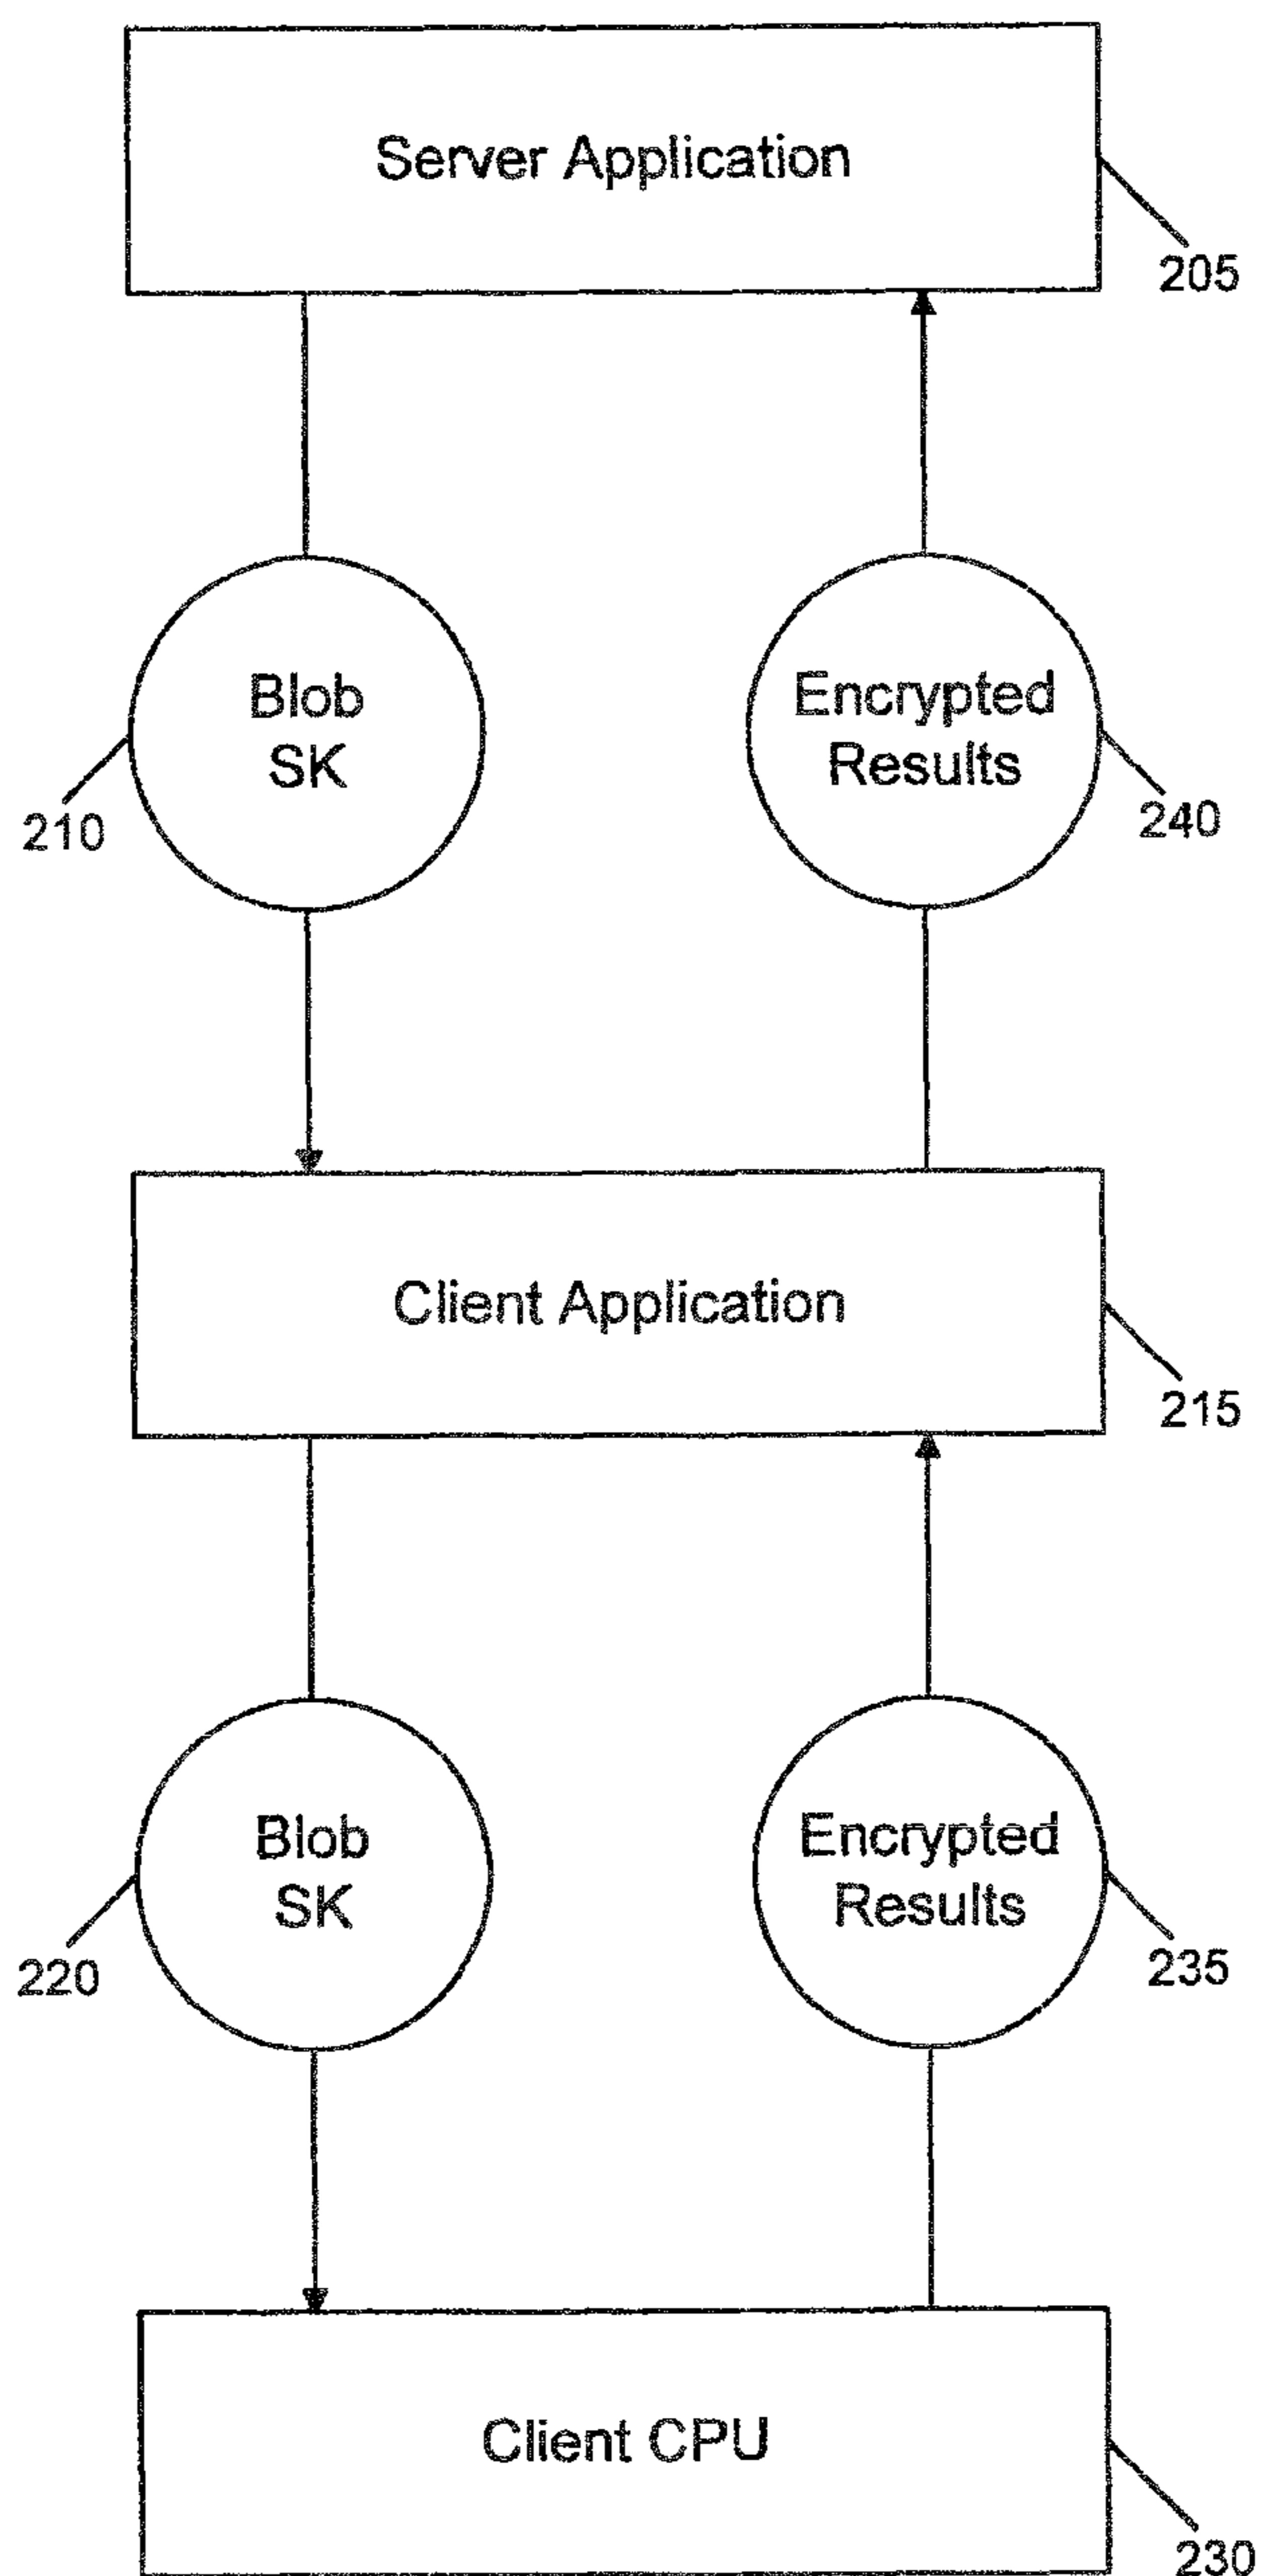 Server Application
205
Blob
SK
210
Encrypted
Results
240
Client Application
215
Blob
SK
220
Encrypted
Results
235
Client CPU
230